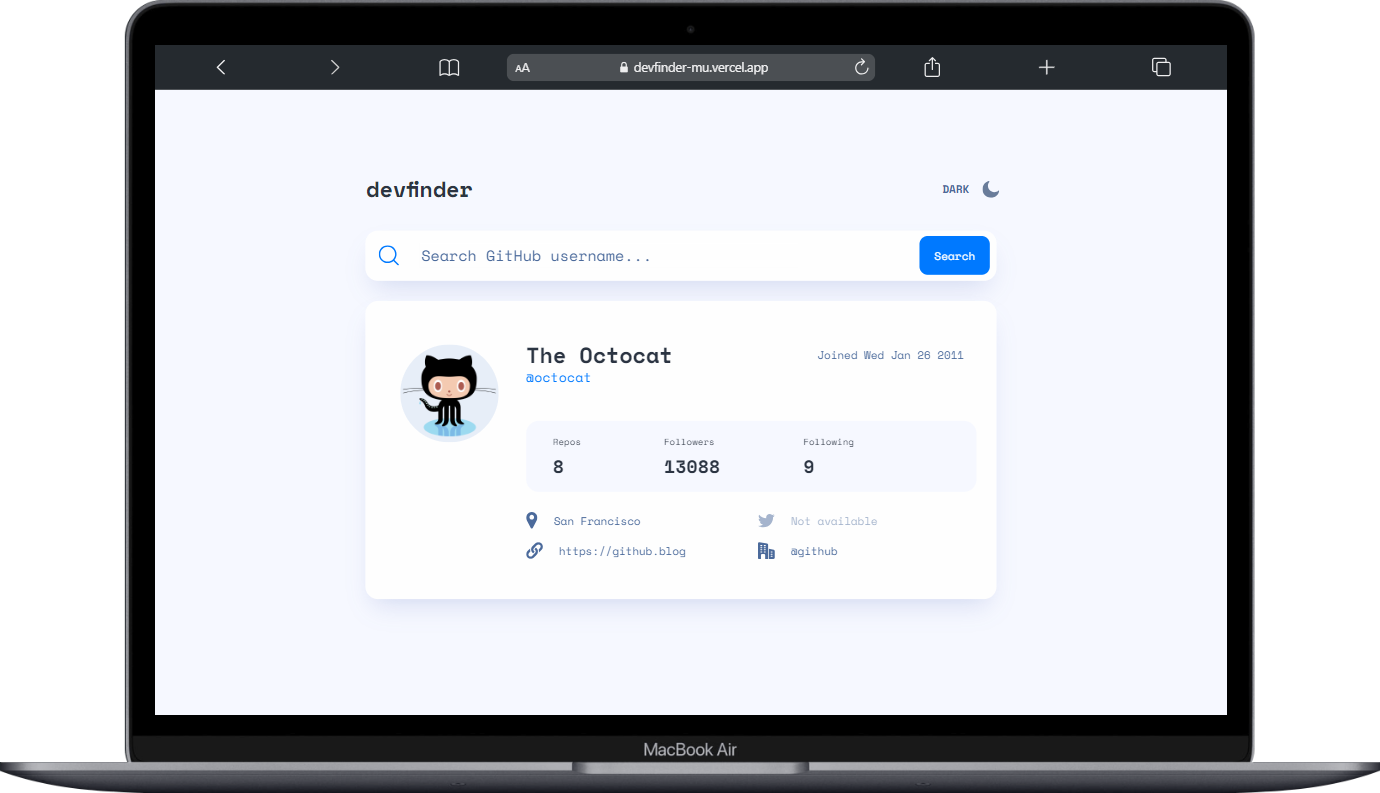 AA
devfinder-mu.vercel.app
devfinder
DARK
Search GitHub username...
Search
The Octocat
Joined Wed Jan 26 2011
@octocat
Repos
Followers
Following
8
13088
9
San Francisco
Not available
https://github.blog
@github
MacBook Air